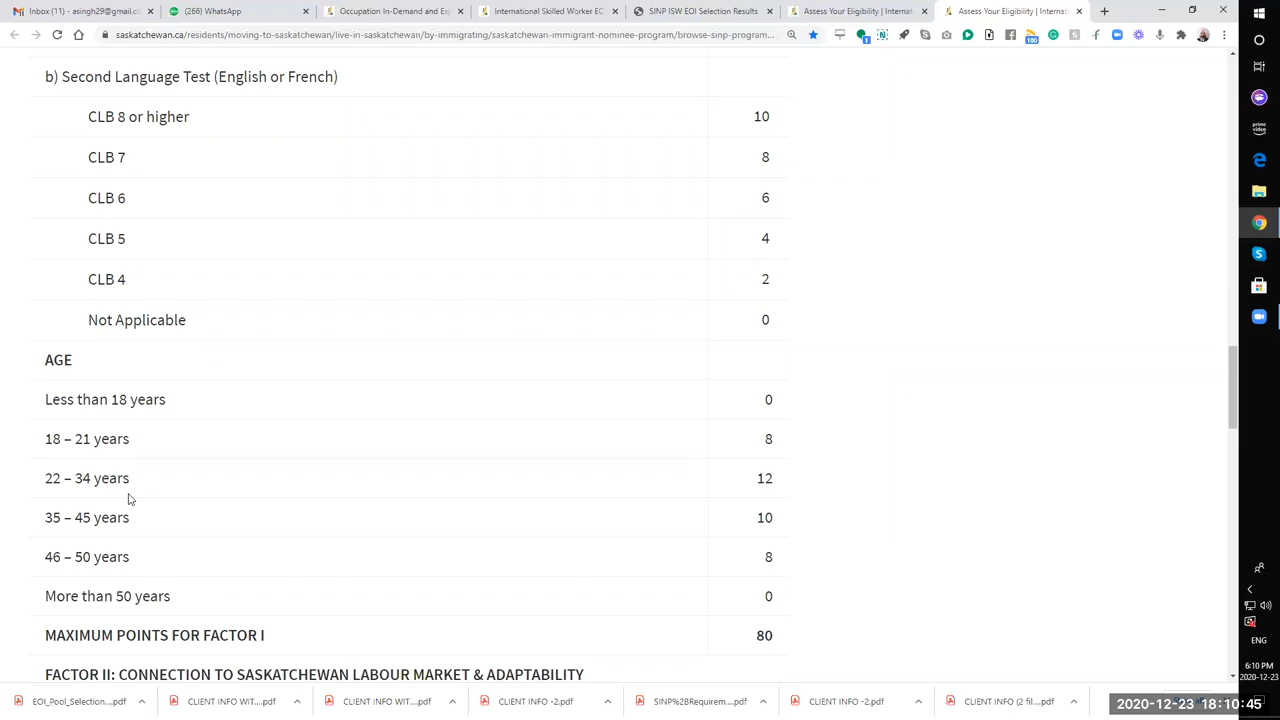 Inbox (11) - asingh29@gmail.co
(266) WhatsApp
Occupation In-Demand and Exp
International Skilled Worker EO
SINP ISW EOI Selection Results
Assess Your Eligibility | Internat
Assess Your Eligibility | Internati
saskatchewan.ca/residents/moving-to-saskatchewan/live-in-saskatchewan/by-immigrating/saskatchewan-immigrant-nominee-program/browse-sinp-program...
b) Second Language Test (English or French)
CLB 8 or higher 10
CLB 7 8
CLB 6 6
CLB 5 4
CLB 4 2
Not Applicable 0
AGE
Less than 18 years 0
18 – 21 years 8
22 – 34 years 12
35 – 45 years 10
46 – 50 years 8
More than 50 years 0
MAXIMUM POINTS FOR FACTOR I 80
FACTOR II: CONNECTION TO SASKATCHEWAN LABOUR MARKET & ADAPTABILITY
prime video
ENG
6:10 PM
2020-12-23
EOI_Pool_Selection....pdf
CLIENT INFO WIT....pdf
CLIENT INFO WIT....pdf
CLIENT INFO
SINP%28Requirem....pdf
CLIENT INFO -2.pdf
CLIENT INFO (2 fil....pdf
2020-12-23 18:10:45